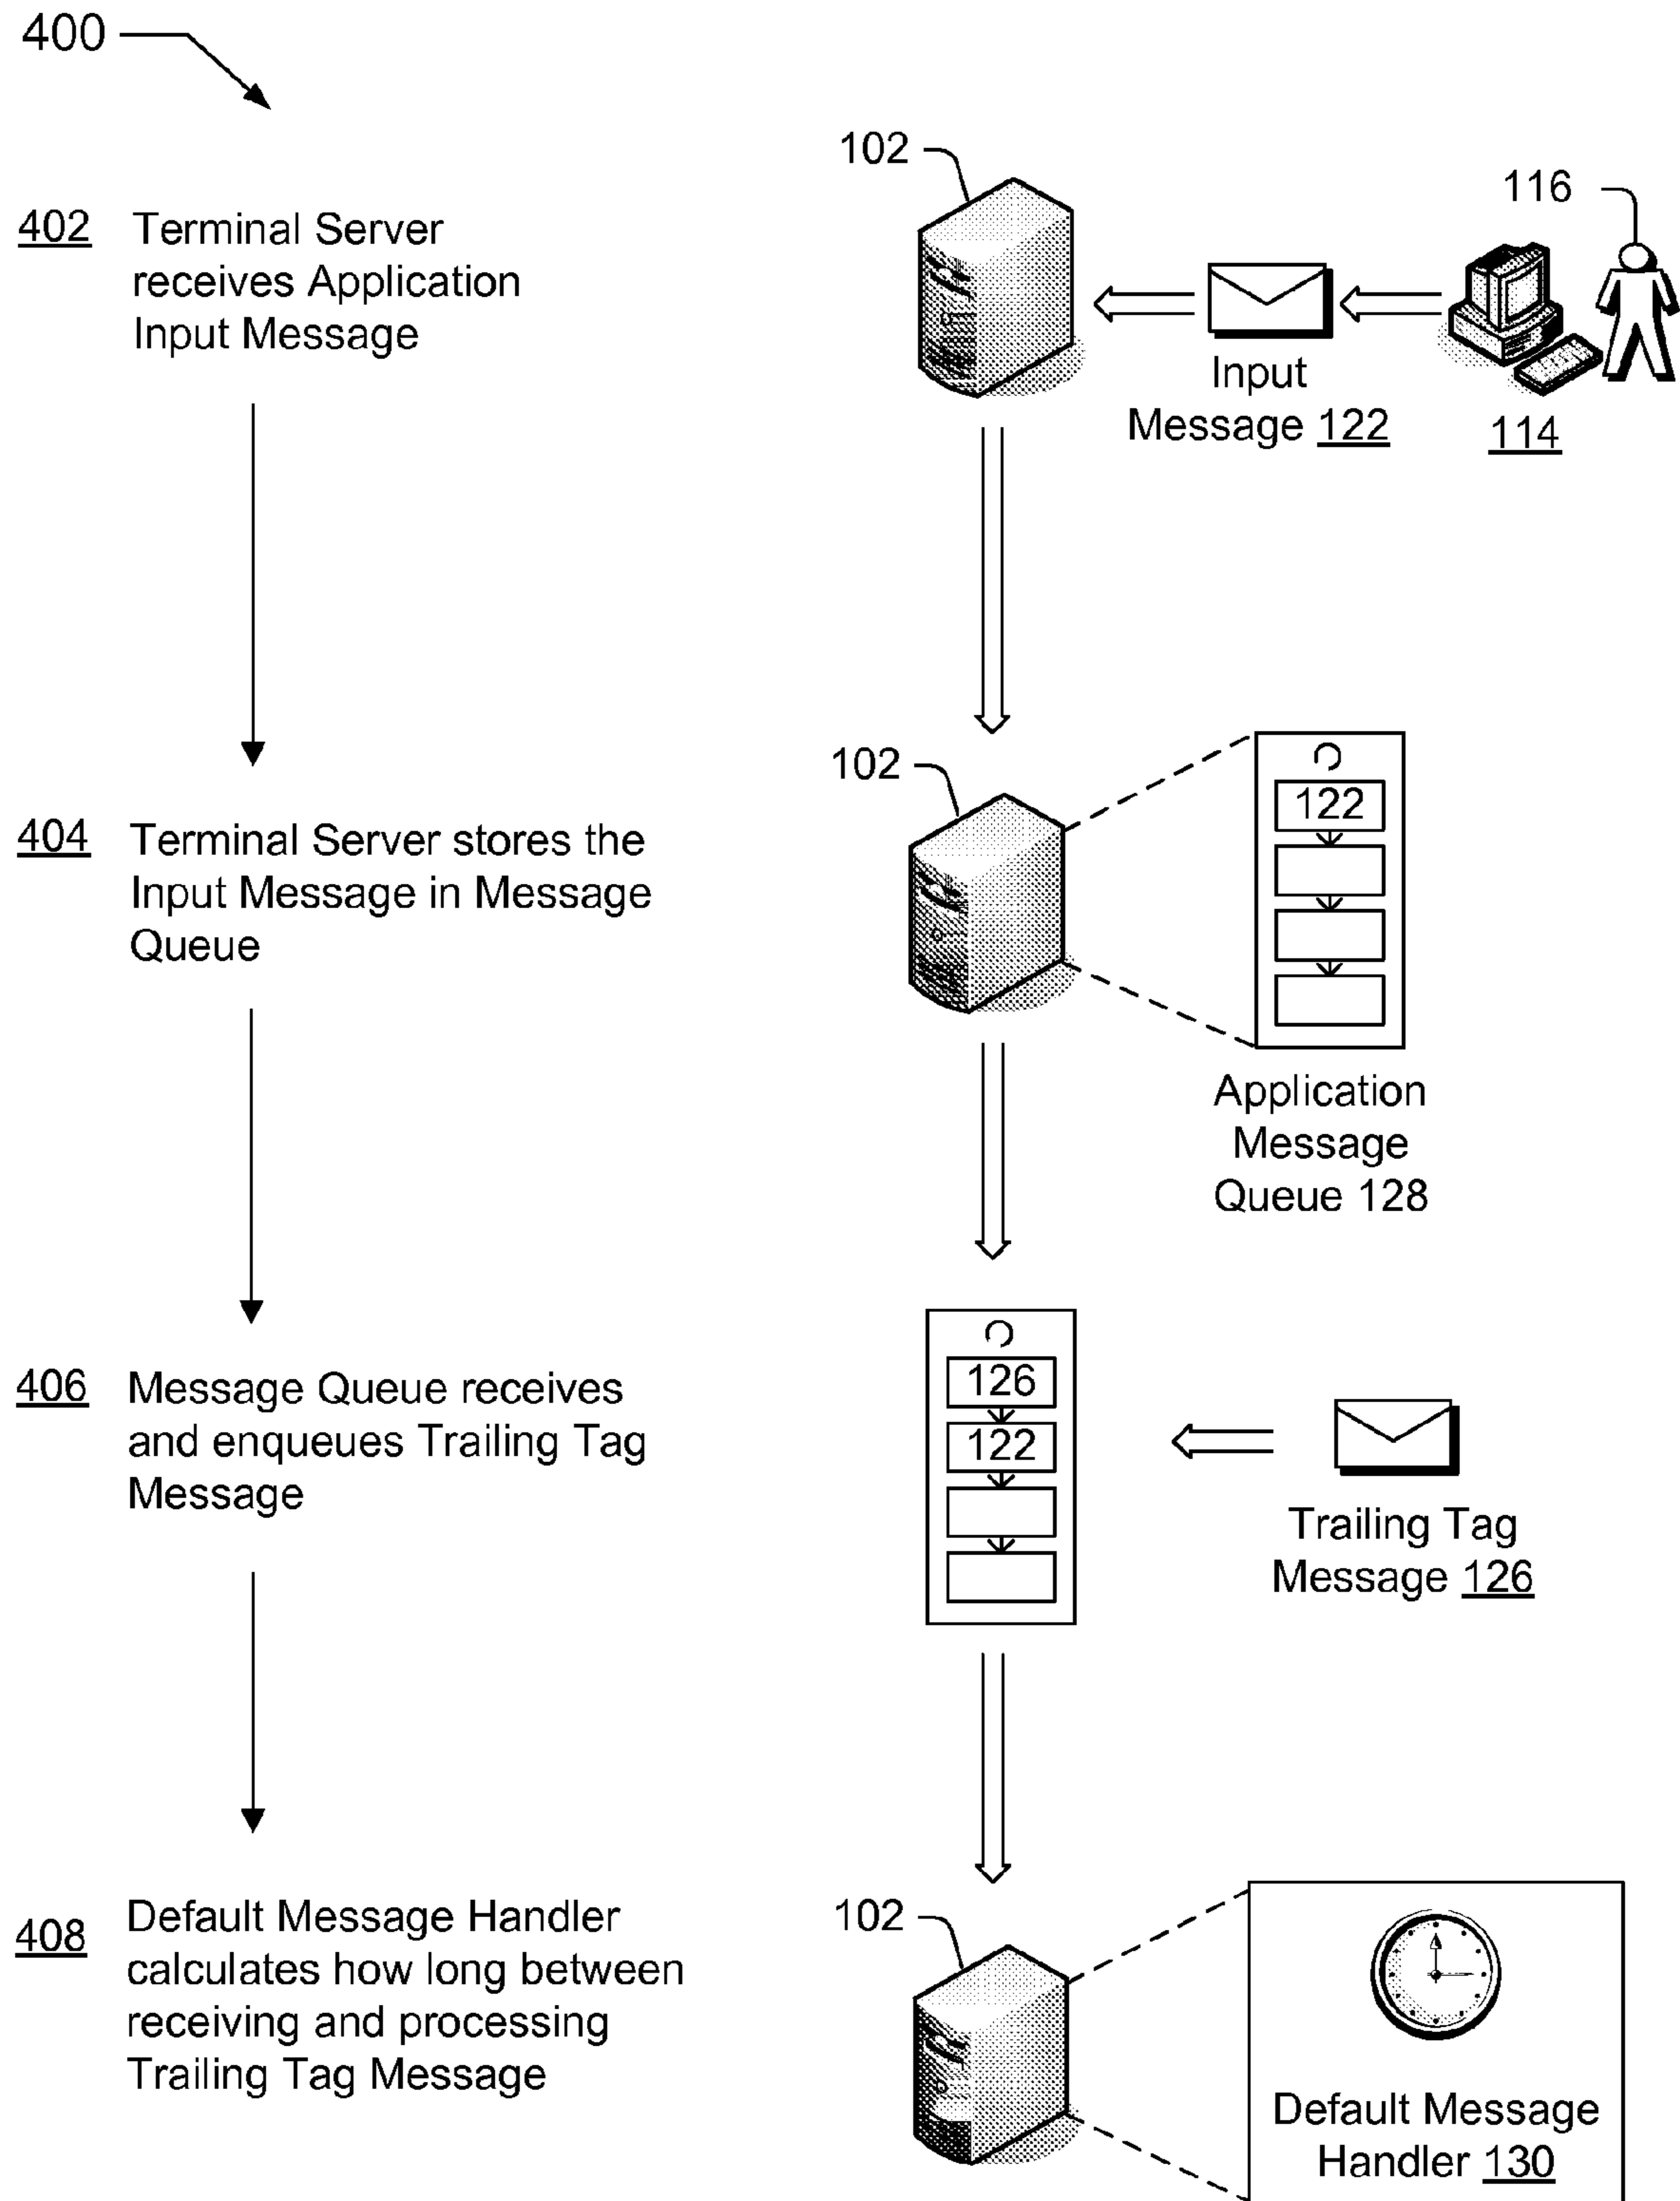 400
402 Terminal Server
receives Application
Input Message
102
116
Input
Message 122
114
404 Terminal Server stores the
Input Message in Message
Queue
102
122
Application
Message
Queue 128
406 Message Queue receives
and enqueues Trailing Tag
Message
126
122
Trailing Tag
Message 126
408 Default Message Handler
calculates how long between
receiving and processing
Trailing Tag Message
102
Default Message
Handler 130